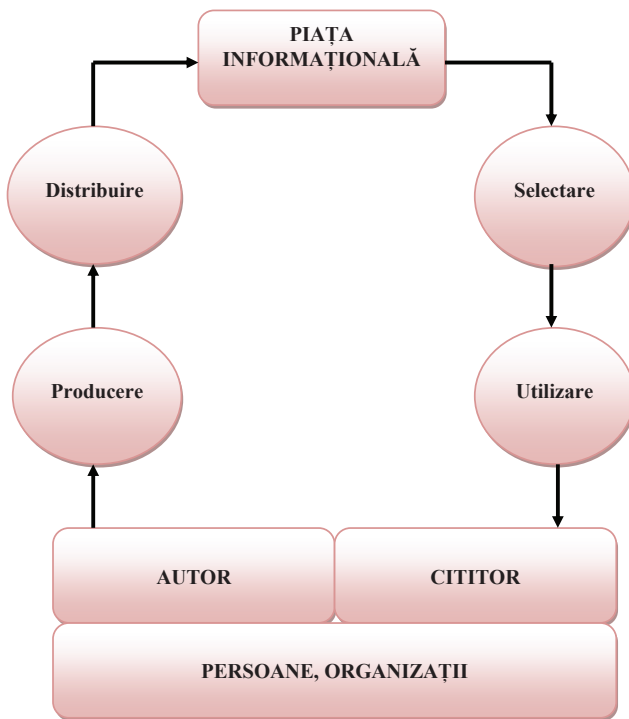 PIAȚA
INFORMAȚIONALĂ
Distribuire
Selectare
Producere
Utilizare
AUTOR
CITITOR
PERSOANE, ORGANIZAȚII